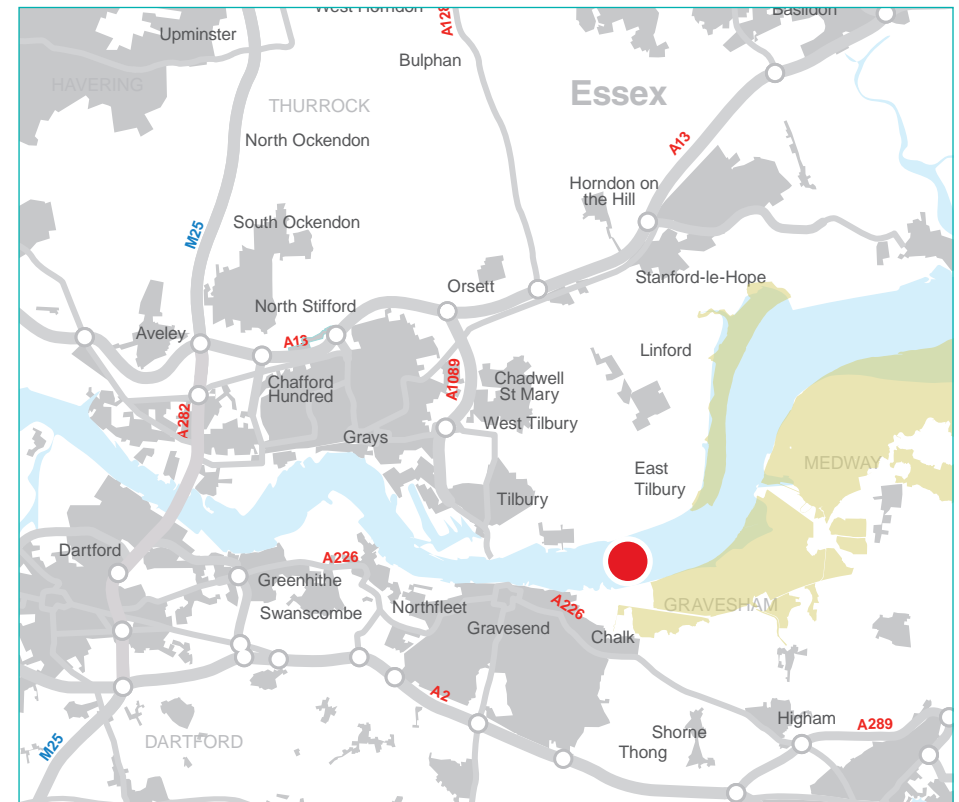 West Horndon
Basildon
Upminster
A128
Bulphan
HAVERING
THURROCK
Essex
North Ockendon
A13
Horndon on
the Hill
South Ockendon
M25
Stanford-le-Hope
Orsett
North Stifford
Aveley
A13
Linford
A1089
Chafford
Hundred
Chadwell
St Mary
A282
West Tilbury
Grays
MEDWAY
East
Tilbury
Tilbury
Dartford
A226
Greenhithe
Swanscombe
Northfleet
A226
GRAVESHAM
Gravesend
Chalk
A2
Higham
A289
Shorne
Thong
DARTFORD
M25